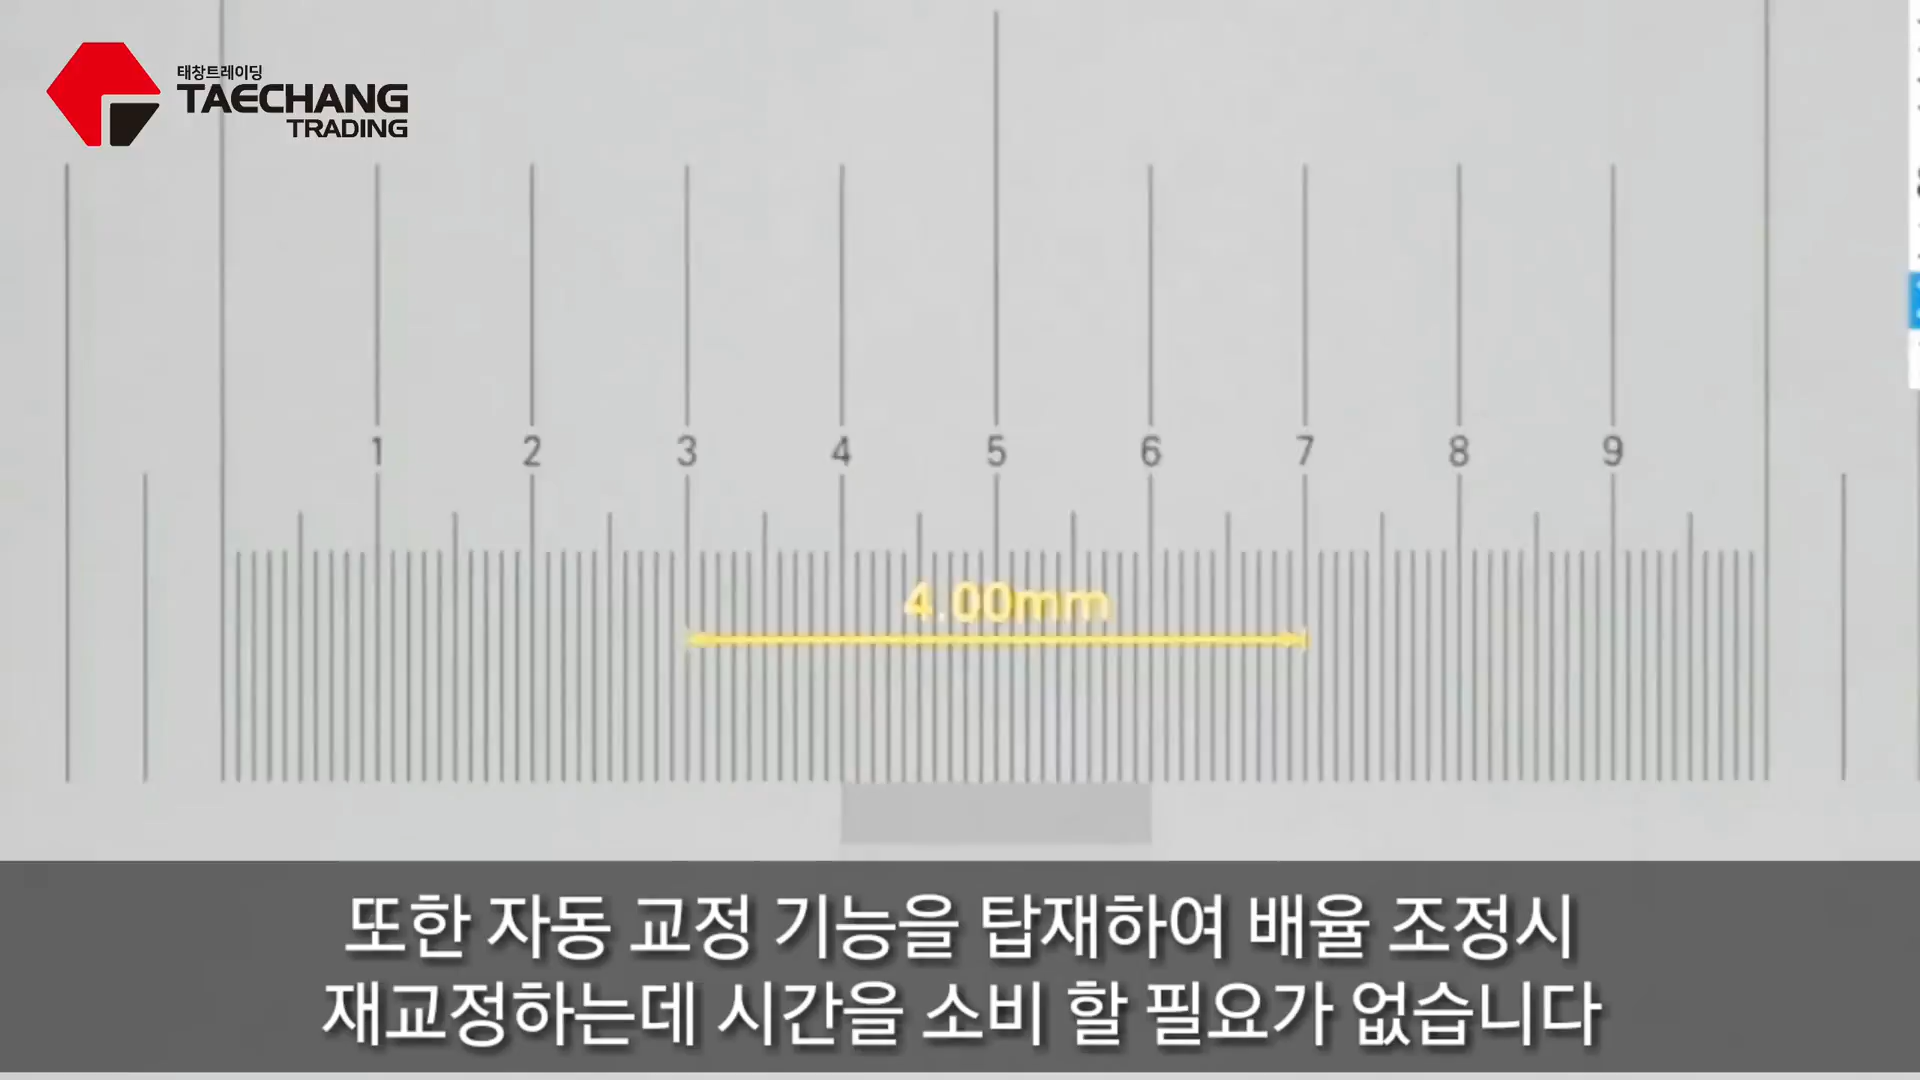 태창트레이딩
TAECHANG
TRADING
1 2 3 4 5 6 7 8 9
4.00mm
또한 자동 교정 기능을 탑재하여 배율 조정시
재교정하는데 시간을 소비 할 필요가 없습니다